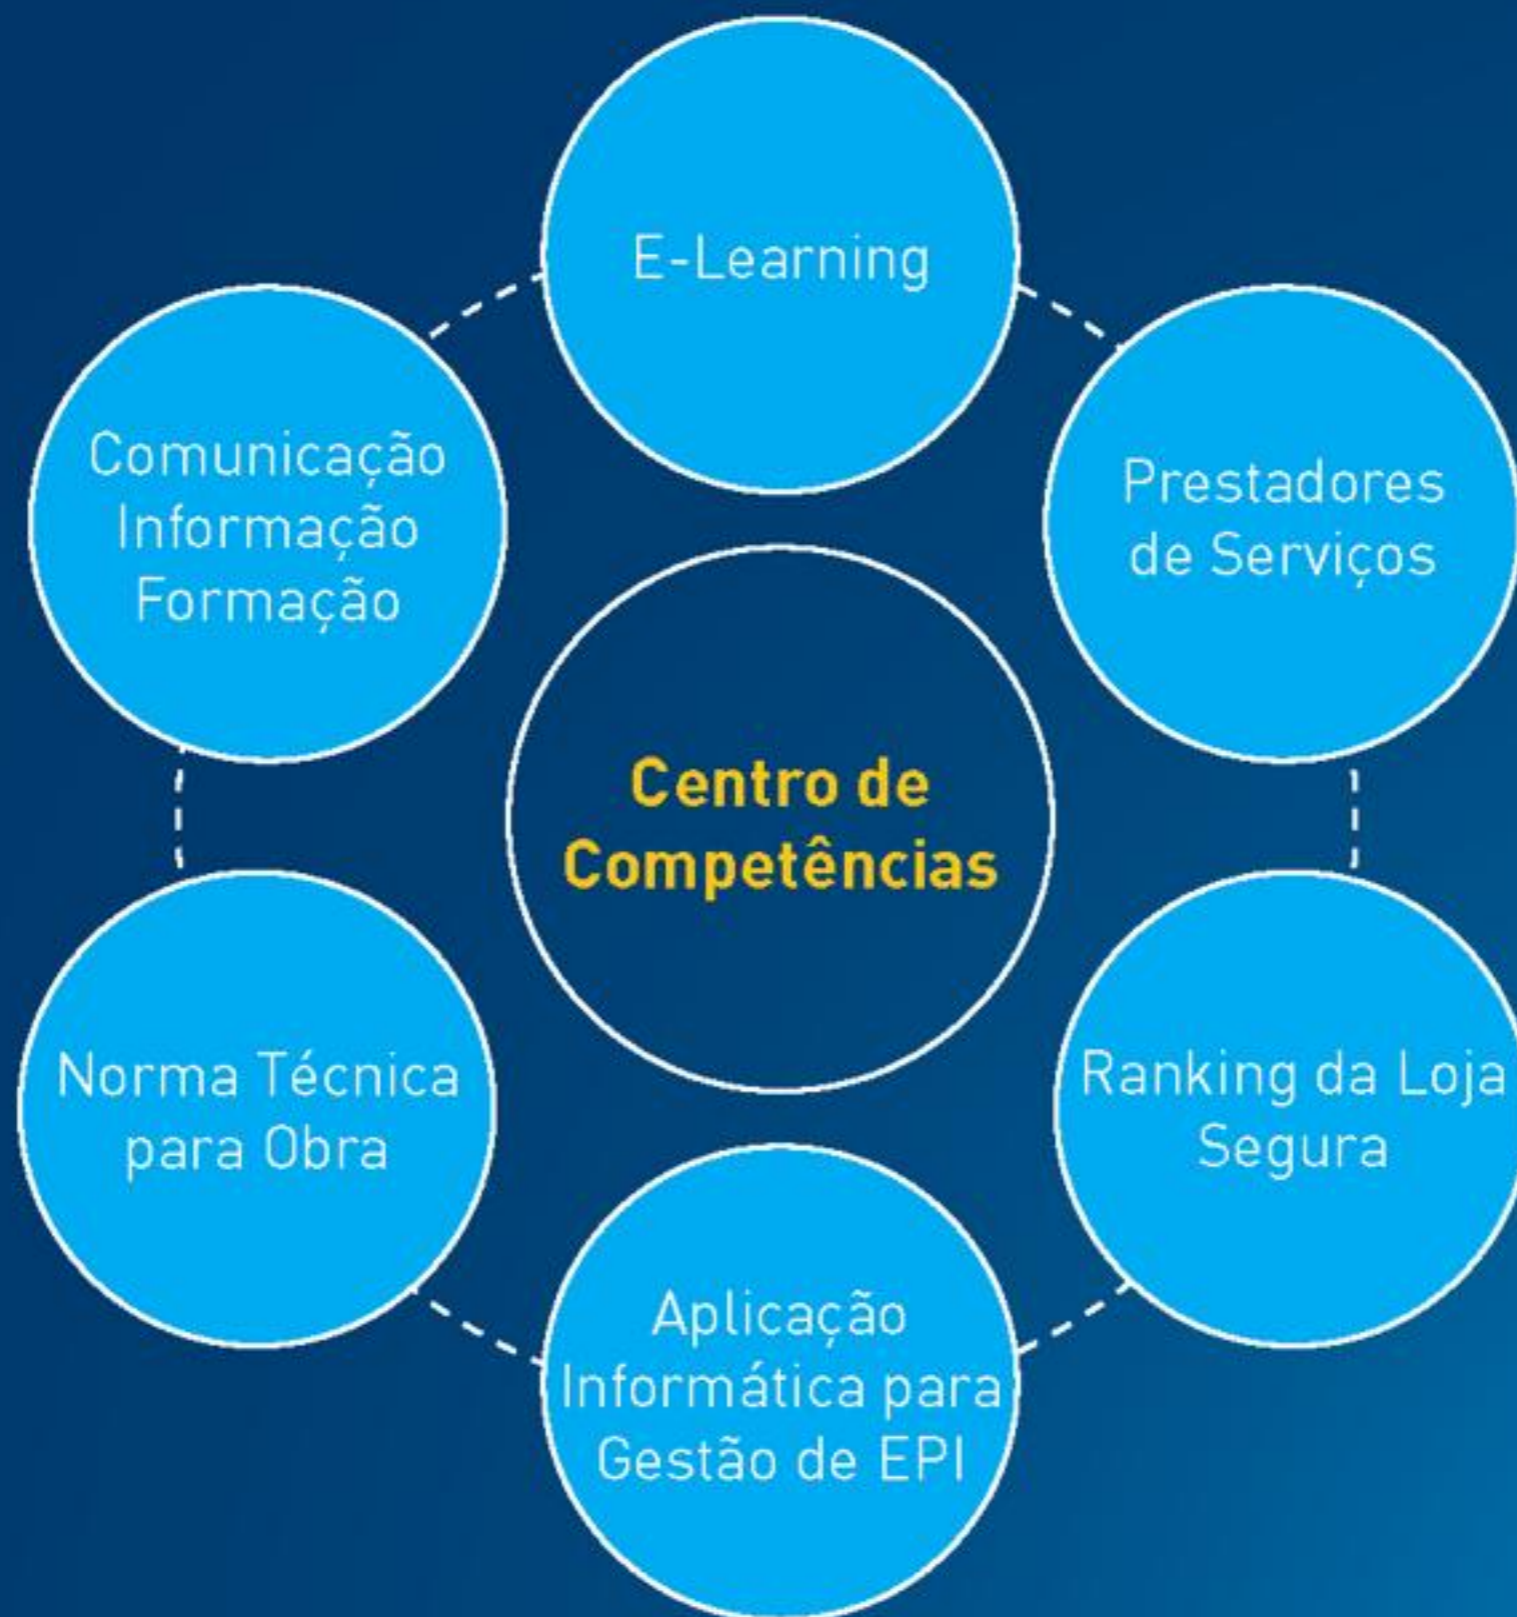 E-Learning
Comunicação
Informação
Formação
Prestadores
de Serviços
Centro de
Competências
Norma Técnica
para Obra
Ranking da Loja
Segura
Aplicação
Informática para
Gestão de EPI